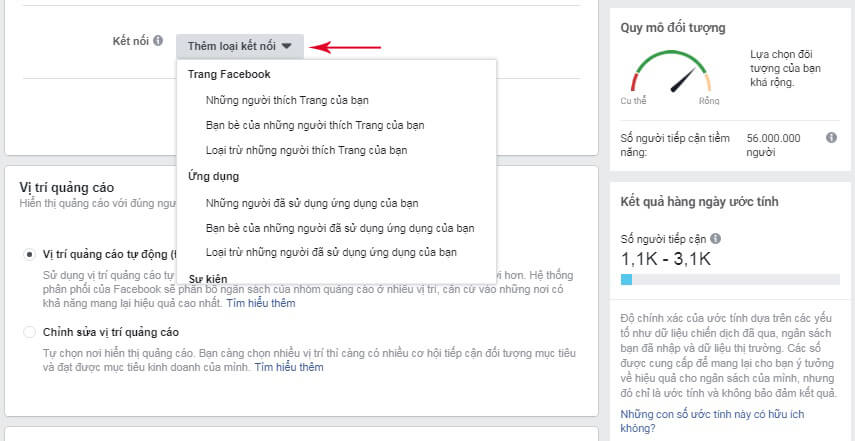 Kết nối
Thêm loại kết nối
Trang Facebook
Những người thích Trang của bạn
Bạn bè của những người thích Trang của bạn
Loại trừ những người thích Trang của bạn
Ứng dụng
Những người đã sử dụng ứng dụng của bạn
Bạn bè của những người đã sử dụng ứng dụng của bạn
Loại trừ những người đã sử dụng ứng dụng của bạn
Sự kiện
Vị trí quảng cáo
Hiển thị quảng cáo với đúng
Vị trí quảng cáo tự động
Sử dụng vị trí quảng cáo tự hơn. Hệ thống
phân phối của Facebook sẽ phân bổ ngân sách của nhóm quảng cáo ở nhiều vị trí, căn cứ vào những nơi có
khả năng mang lại hiệu quả cao nhất. Tìm hiểu thêm
Chỉnh sửa vị trí quảng cáo
Tự chọn nơi hiển thị quảng cáo. Bạn càng chọn nhiều vị trí thì càng có nhiều cơ hội tiếp cận đối tượng mục tiêu
và đạt được mục tiêu kinh doanh của mình. Tìm hiểu thêm
Quy mô đối tượng
Cụ thể
Rộng
Lựa chọn đối
tượng của bạn
khá rộng.
Số người tiếp cận tiềm
năng:
56.000.000
người
Kết quả hàng ngày ước tính
Số người tiếp cận
1,1K - 3,1K
Độ chính xác của ước tính dựa trên các yếu
tố như dữ liệu chiến dịch đã qua, ngân sách
bạn đã nhập và dữ liệu thị trường. Các số
được cung cấp để mang lại cho bạn ý tưởng
về hiệu quả cho ngân sách của mình, nhưng
đó chỉ là ước tính và không bảo đảm kết quả.
Những con số ước tính này có hữu ích
không?